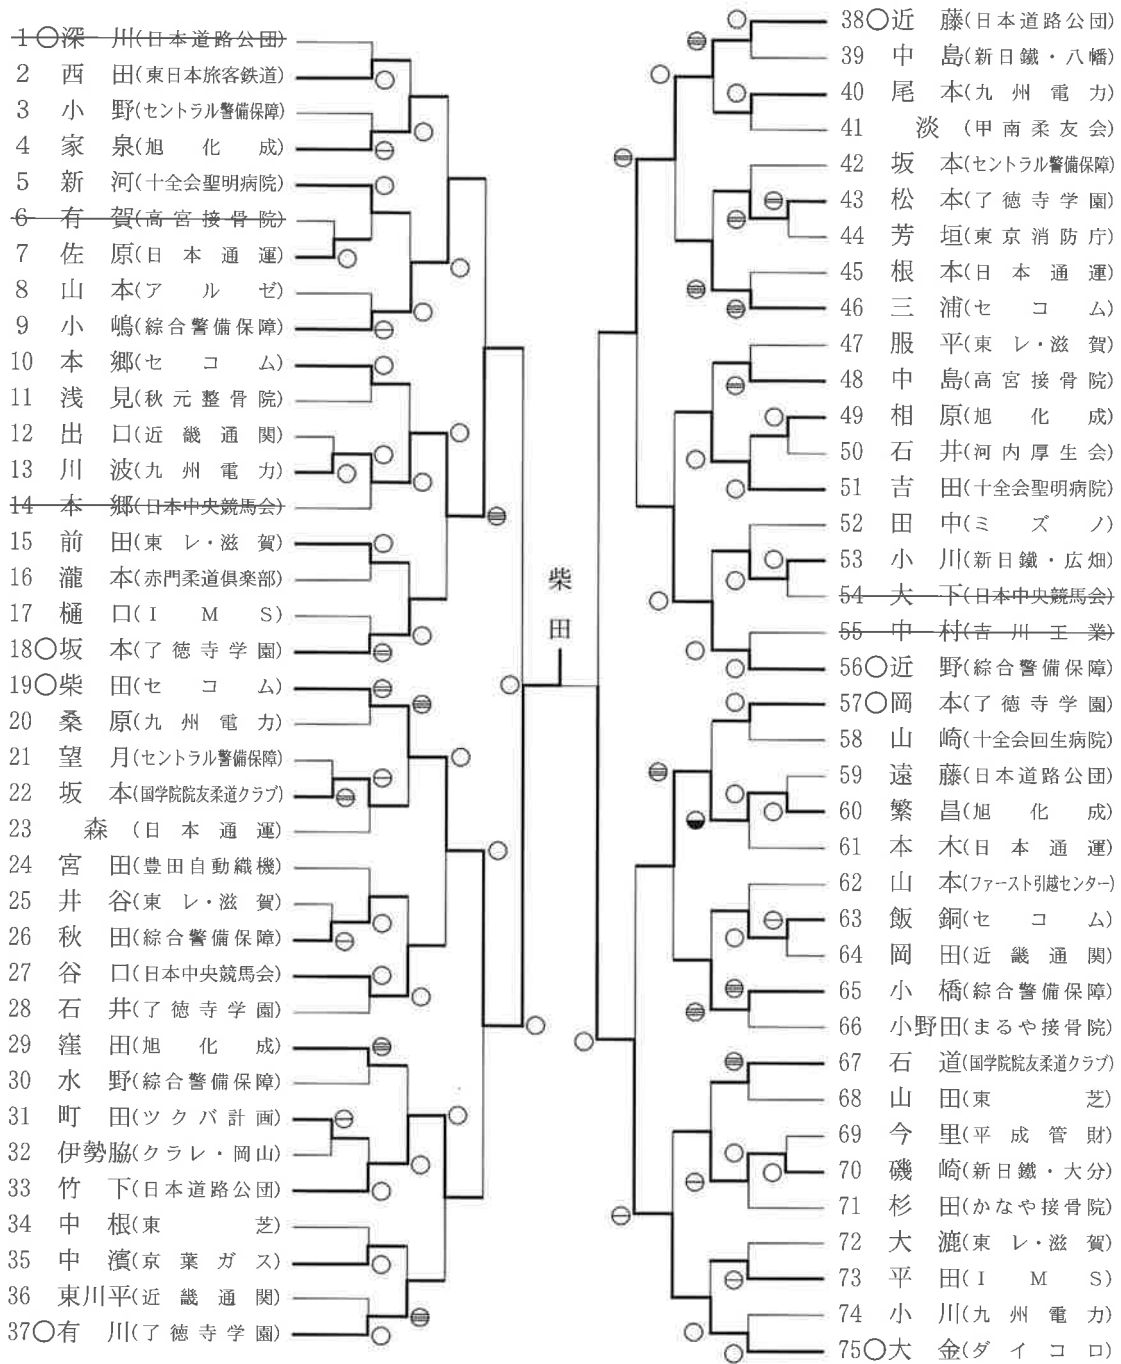 1○深川(日本道路公団)
2 西田(東日本旅客鉄道)
3 小野(セントラル警備保障)
4 家泉(旭化成)
5 新河(十全会聖明病院)
6 有賀(高宮接骨院)
7 佐原(日本通運)
8 山本(アルゼ)
9 小嶋(綜合警備保障)
10 本郷(セコム)
11 浅見(秋元整骨院)
12 出口(近畿通関)
13 川波(九州電力)
14 本郷(日本中央競馬会)
15 前田(東レ・滋賀)
16 瀧本(赤門柔道倶楽部)
17 樋口(IMS)
18○坂本(了徳寺学園)
19○柴田(セコム)
20 桑原(九州電力)
21 望月(セントラル警備保障)
22 坂本(国学院院友柔道クラブ)
23 森(日本通運)
24 宮田(豊田自動織機)
25 井谷(東レ・滋賀)
26 秋田(綜合警備保障)
27 谷口(日本中央競馬会)
28 石井(了徳寺学園)
29 窪田(旭化成)
30 水野(綜合警備保障)
31 町田(ツクバ計画)
32 伊勢脇(クラレ・岡山)
33 竹下(日本道路公団)
34 中根(東芝)
35 中濱(京葉ガス)
36 東川平(近畿通関)
37○有川(了徳寺学園)
柴田
38○近藤(日本道路公団)
39 中島(新日鐵・八幡)
40 尾本(九州電力)
41 淡(甲南柔友会)
42 坂本(セントラル警備保障)
43 松本(了徳寺学園)
44 芳垣(東京消防庁)
45 根本(日本通運)
46 三浦(セコム)
47 服平(東レ・滋賀)
48 中島(高宮接骨院)
49 相原(旭化成)
50 石井(河内厚生会)
51 吉田(十全会聖明病院)
52 田中(ミズノ)
53 小川(新日鐵・広畑)
54 大下(日本中央競馬会)
55 中村(吉川工業)
56○近野(綜合警備保障)
57○岡本(了徳寺学園)
58 山崎(十全会回生病院)
59 遠藤(日本道路公団)
60 繁昌(旭化成)
61 本木(日本通運)
62 山本(ファースト引越センター)
63 飯銅(セコム)
64 岡田(近畿通関)
65 小橋(綜合警備保障)
66 小野田(まるや接骨院)
67 石道(国学院院友柔道クラブ)
68 山田(東芝)
69 今里(平成管財)
70 磯崎(新日鐵・大分)
71 杉田(かなや接骨院)
72 大漉(東レ・滋賀)
73 平田(IMS)
74 小川(九州電力)
75○大金(ダイコロ)